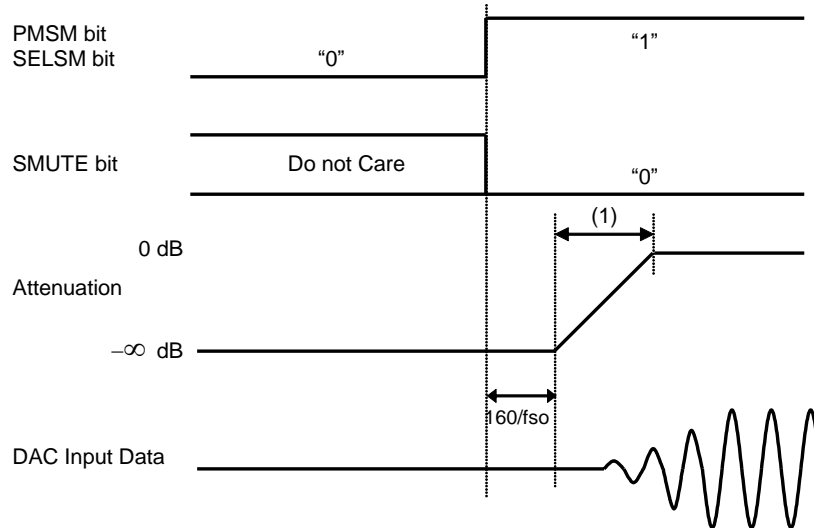 PMSM bit
SELSM bit
“0”
“1”
SMUTE bit
Do not Care
“0”
(1)
0 dB
Attenuation
−∞ dB
160/fso
DAC Input Data